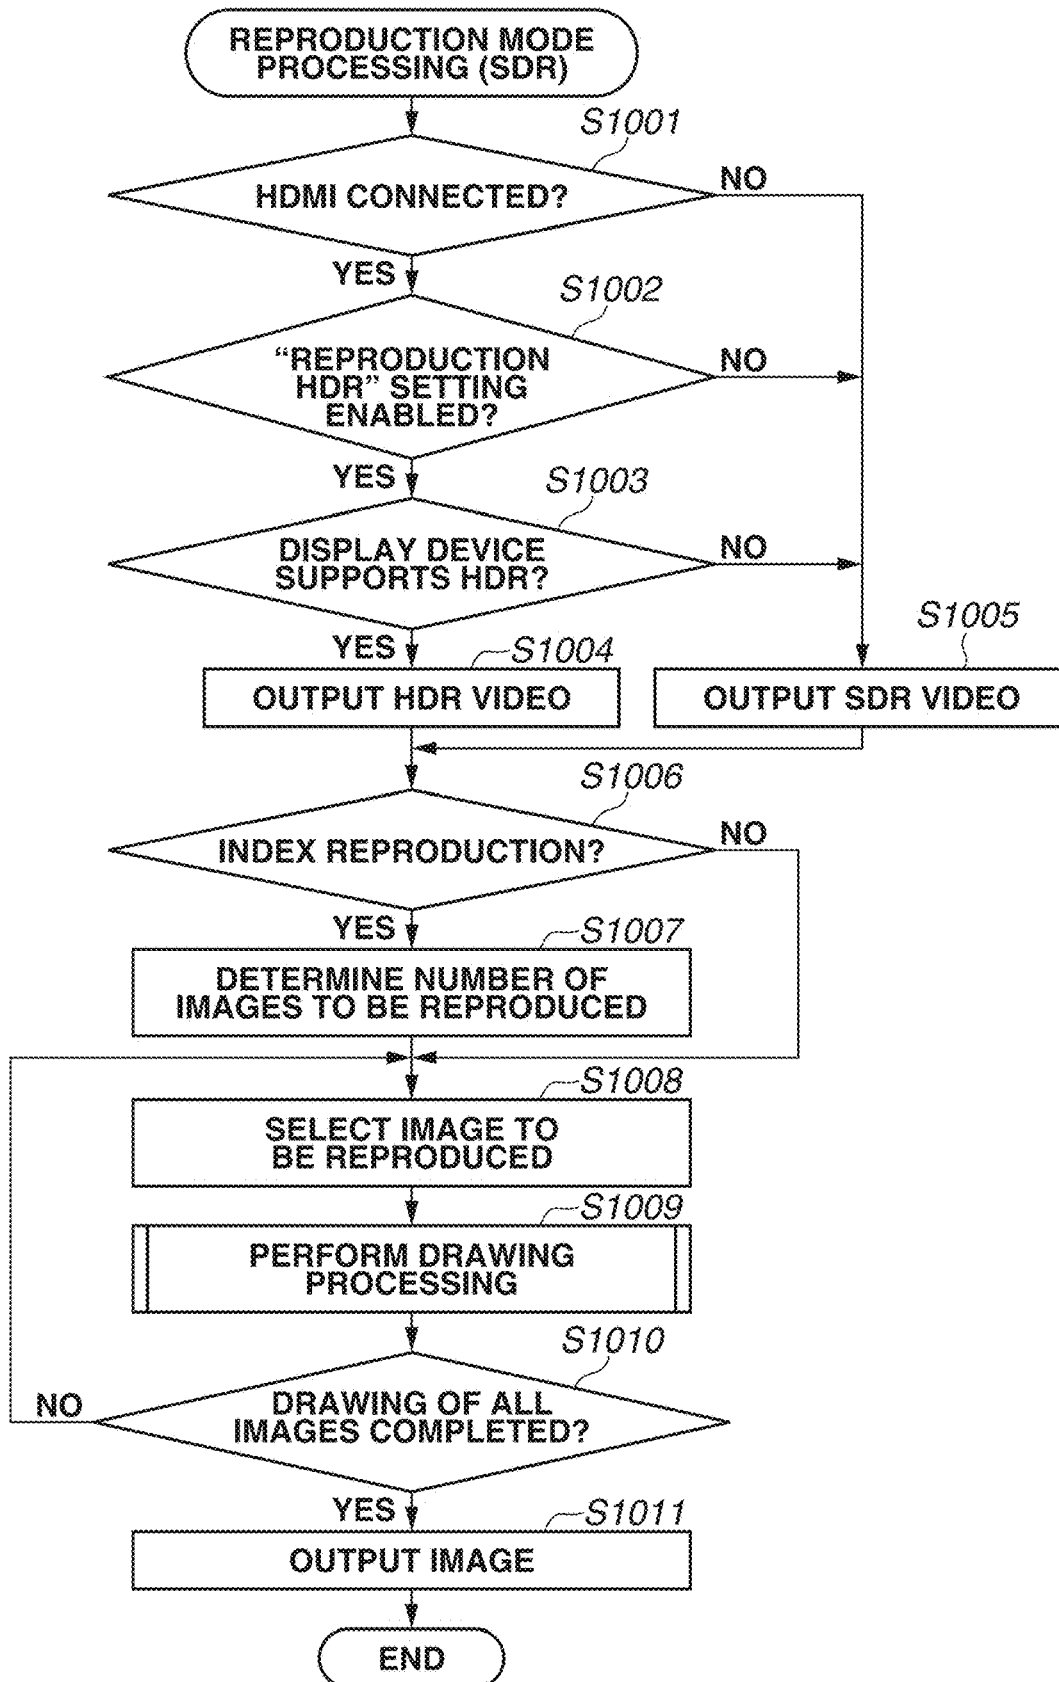 REPRODUCTION MODE
PROCESSING (SDR)
S1001
HDMI CONNECTED?
NO
YES
S1002
“REPRODUCTION
HDR” SETTING
ENABLED?
NO
YES
S1003
DISPLAY DEVICE
SUPPORTS HDR?
NO
YES
S1004
OUTPUT HDR VIDEO
S1005
OUTPUT SDR VIDEO
S1006
INDEX REPRODUCTION?
NO
YES
S1007
DETERMINE NUMBER OF
IMAGES TO BE REPRODUCED
S1008
SELECT IMAGE TO
BE REPRODUCED
S1009
PERFORM DRAWING
PROCESSING
S1010
DRAWING OF ALL
IMAGES COMPLETED?
NO
YES
S1011
OUTPUT IMAGE
END